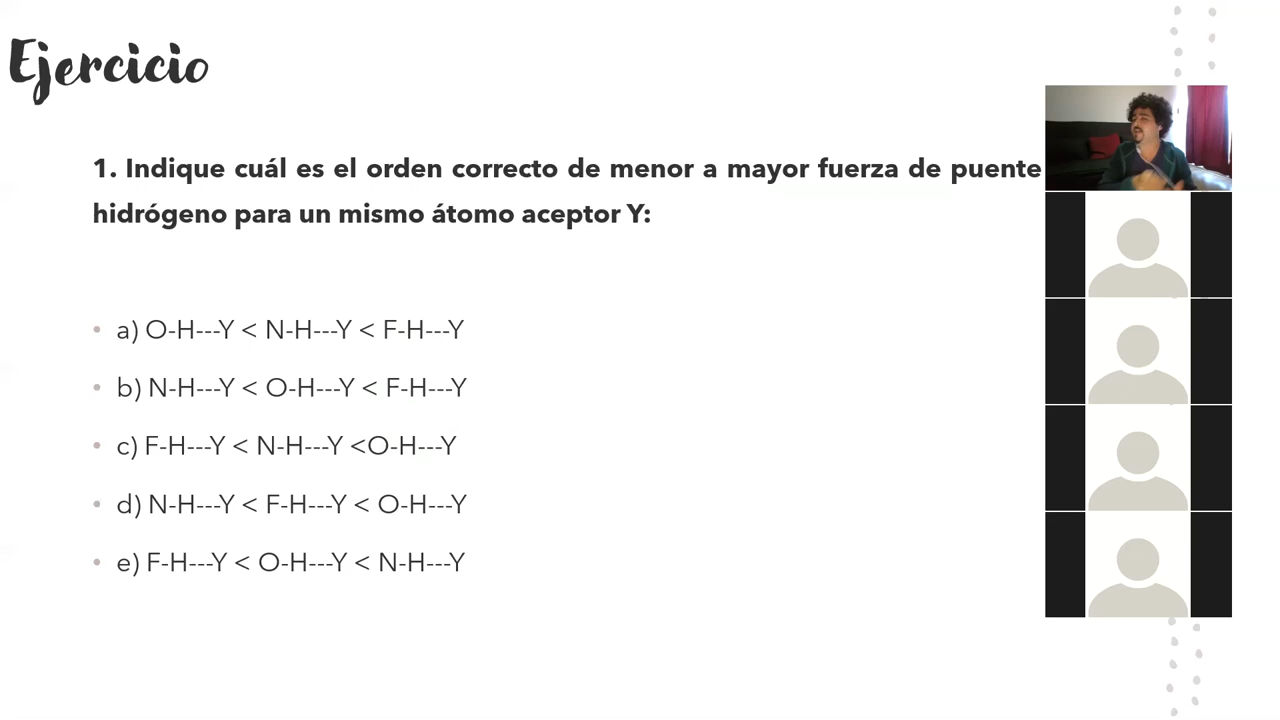 Ejercicio
1. Indique cuál es el orden correcto de menor a mayor fuerza de puente
hidrógeno para un mismo átomo aceptor Y:
• a) O-H---Y < N-H---Y < F-H---Y
• b) N-H---Y < O-H---Y < F-H---Y
• c) F-H---Y < N-H---Y <O-H---Y
• d) N-H---Y < F-H---Y < O-H---Y
• e) F-H---Y < O-H---Y < N-H---Y